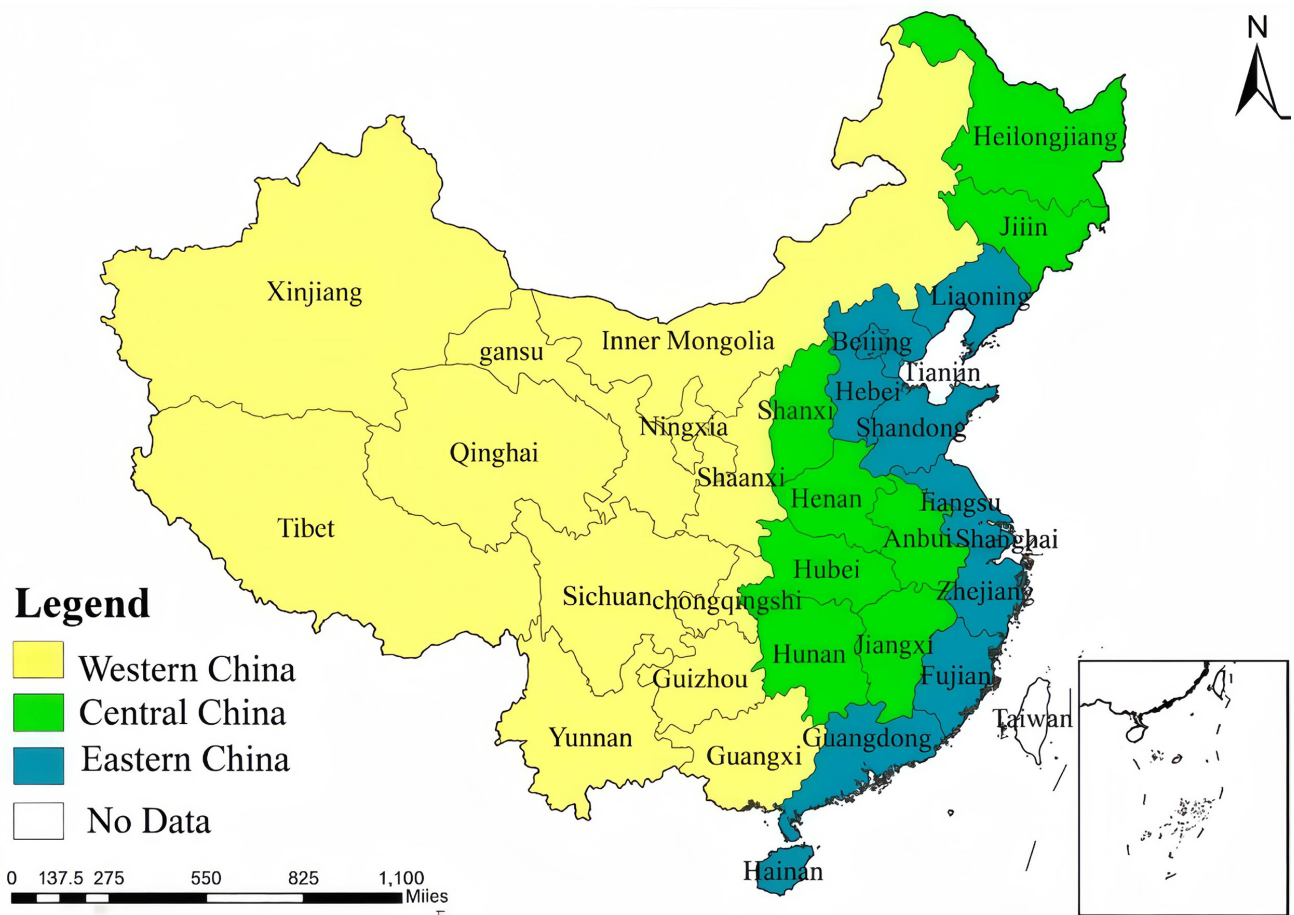 N
Heilongjiang
Jiiin
Xinjiang
Liaoning
Inner Mongolia
Beiiing
gansu
Tianjin
Hebei
Shanxi
Ningxia
Shandong
Qinghai
Shaanxi
Henan
Jiangsu
Tibet
Anbui
Shabghai
Hubei
Zhejiang
Sichuan
chongqingshi
Legend
Hunan
Jiangxi
Western China
Guizhou
Fujian
Central China
Taiwan
Yunnan
Guangdong
Guangxi
Eastern China
No Data
Hainan
0 137.5 275 550 825 1,100
Miies